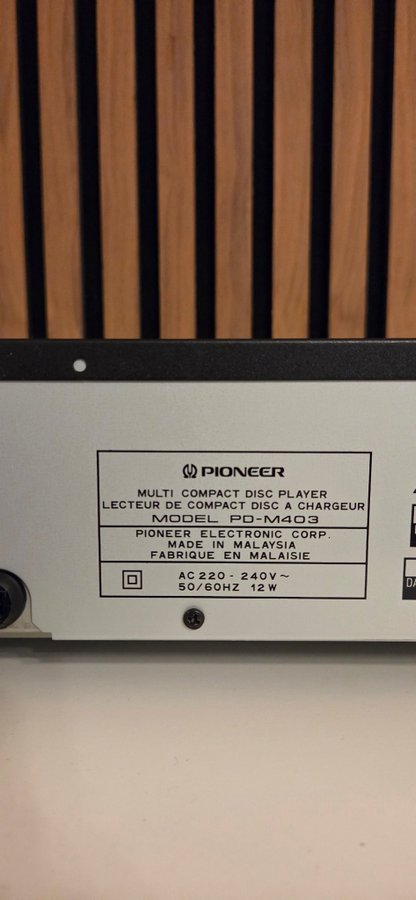 PIONEER
MULTI COMPACT DISC PLAYER
LECTEUR DE COMPACT DISC A CHARGEUR
MODEL PD-M403
PIONEER ELECTRONIC CORP.
MADE IN MALAYSIA
FABRIQUE EN MALAISIE
AC 220 - 240V~
50/60HZ 12W